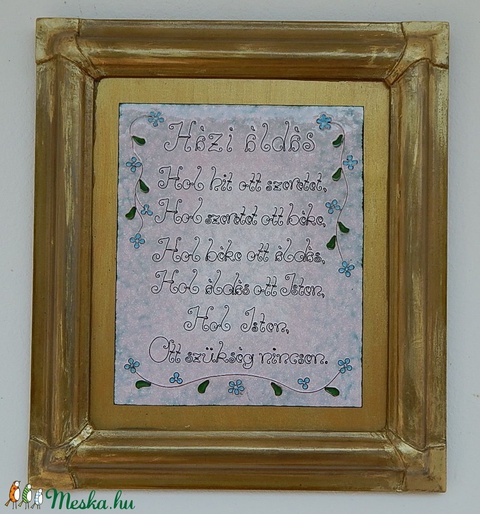 Házi áldás
Hol hit ott szeretet,
Hol szeretet ott béke,
Hol béke ott áldás,
Hol áldás ott Isten,
Hol Isten,
Ott szükség nincsen.
Meska.hu